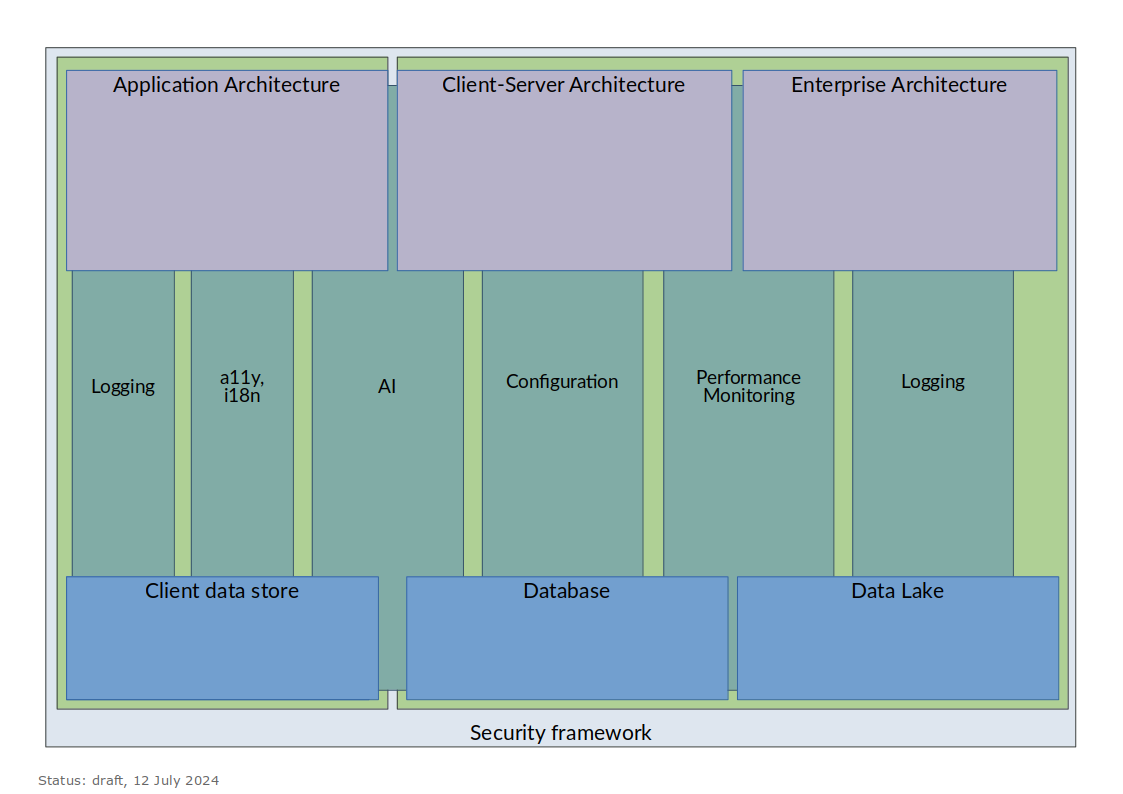 Application Architecture
Client-Server Architecture
Enterprise Architecture
Logging
a11y,
i18n
AI
Configuration
Performance
Monitoring
Logging
Client data store
Database
Data Lake
Security framework
Status: draft, 12 July 2024